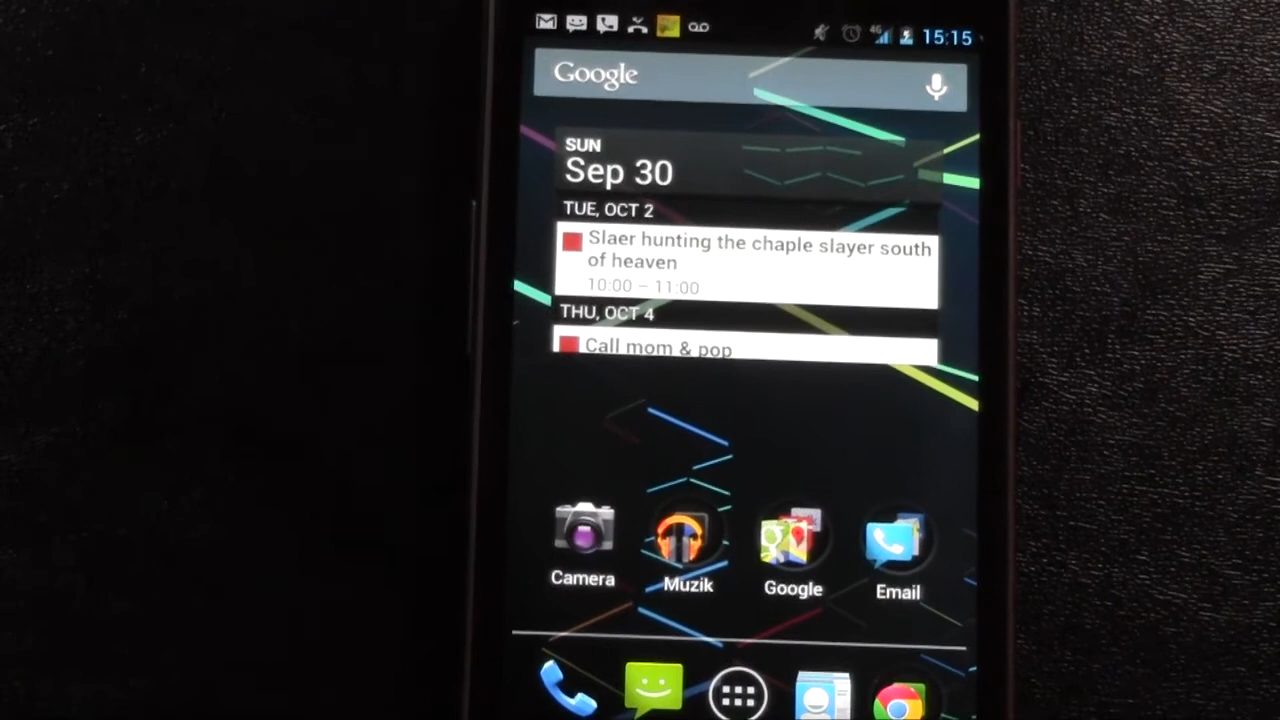 4G 15:15
Google
SUN
Sep 30
TUE, OCT 2
Slaer hunting the chaple slayer south
of heaven
10:00 – 11:00
THU, OCT 4
Call mom & pop
Camera Muzik Google Email